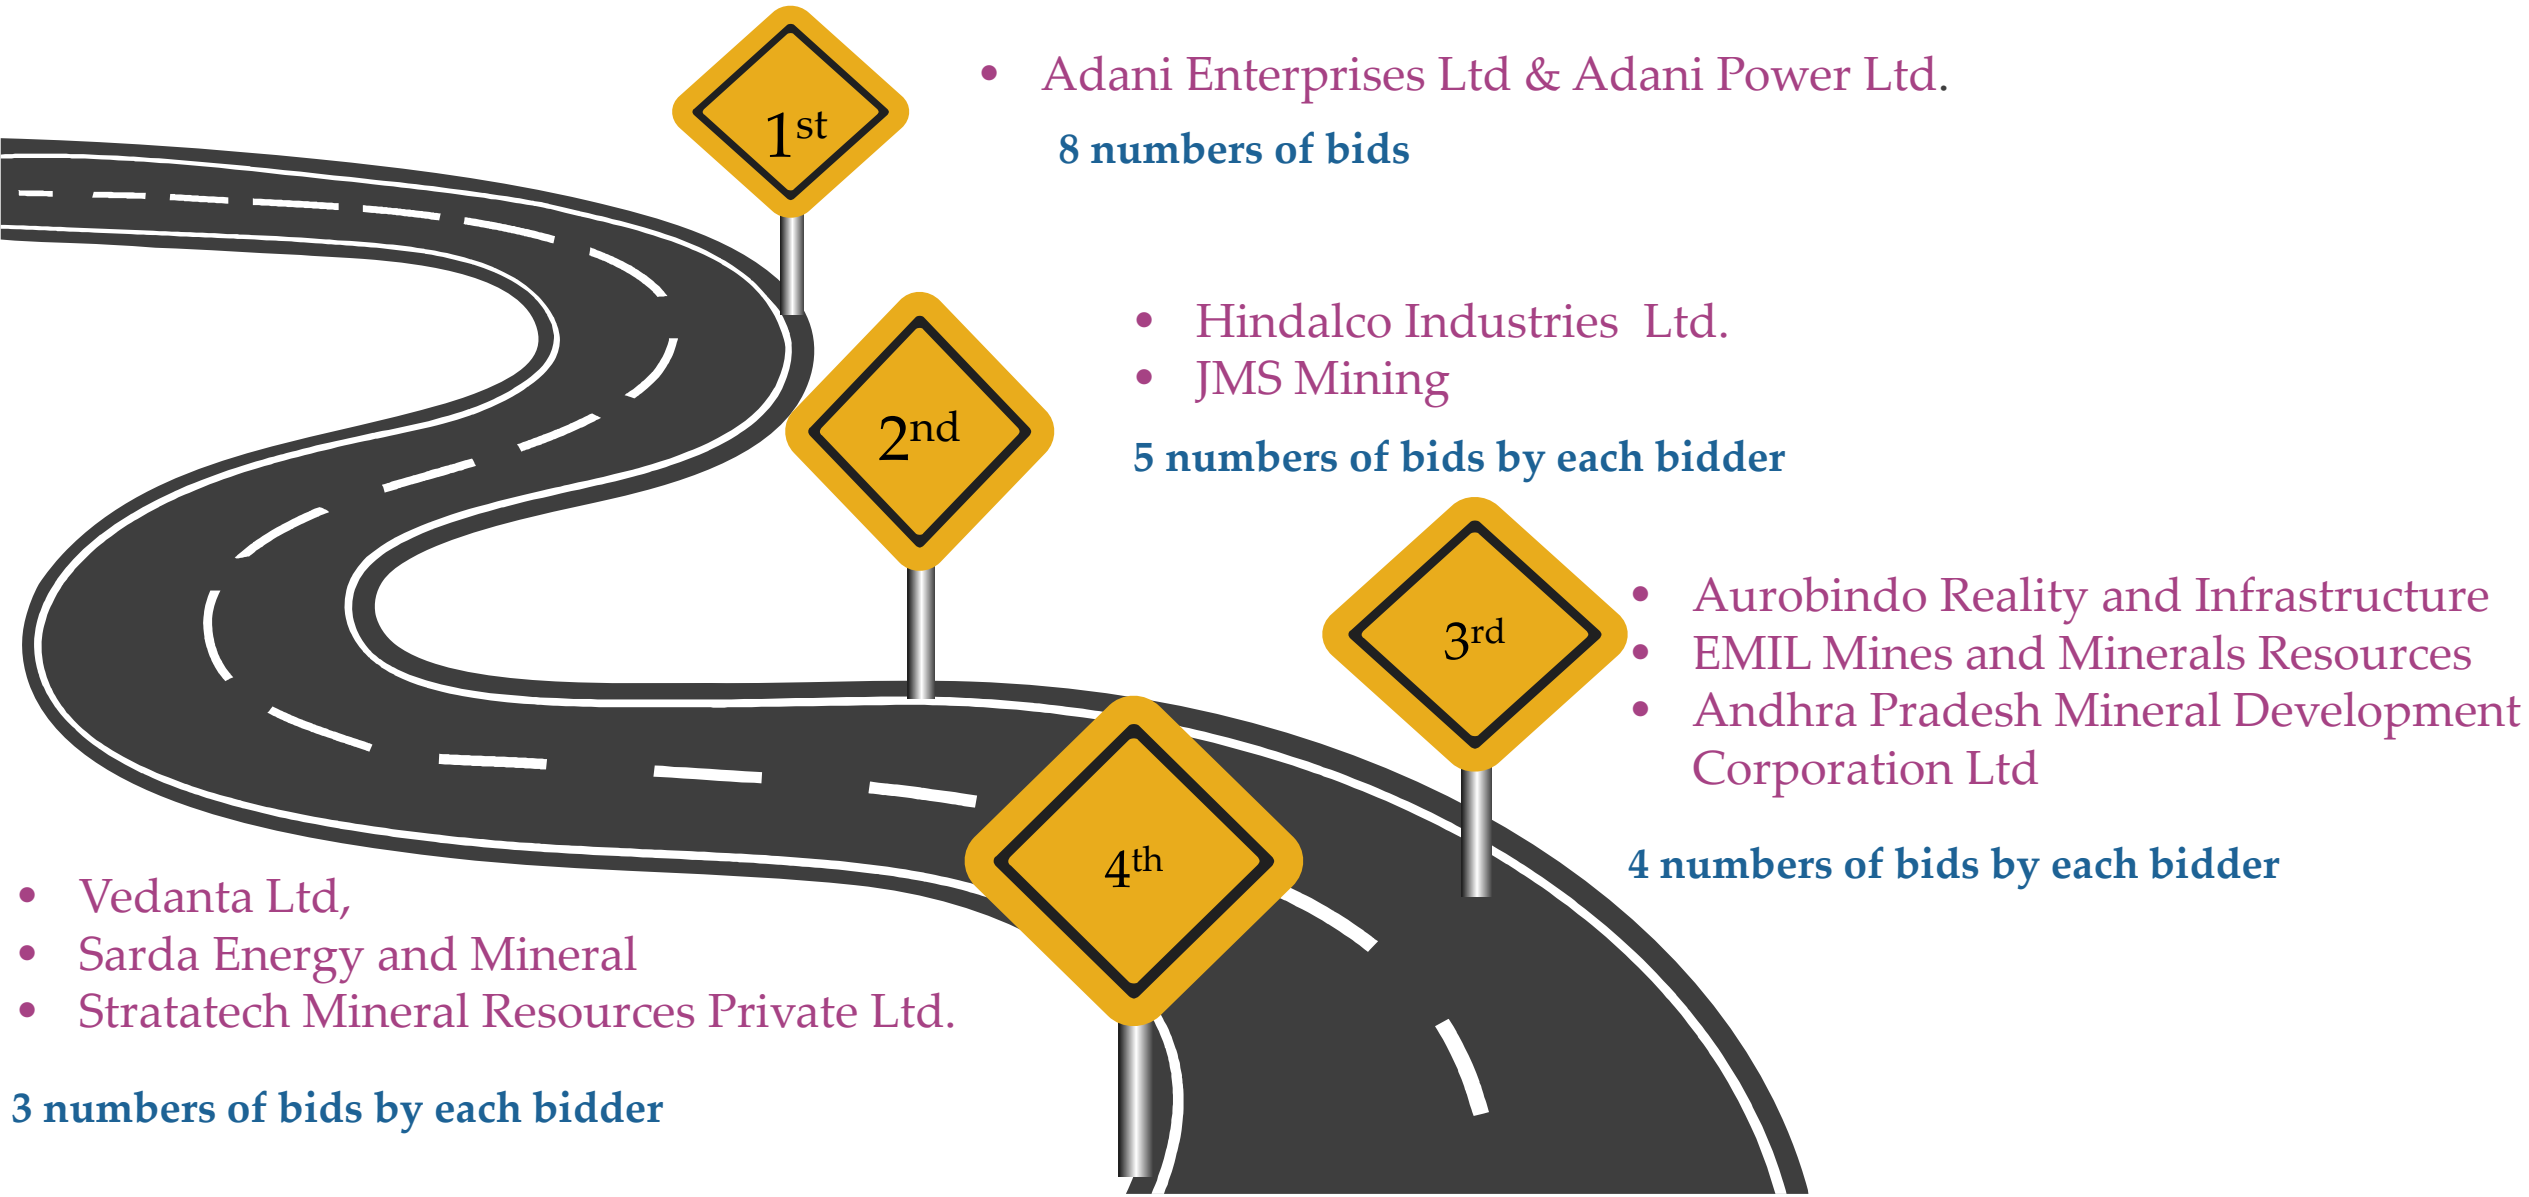 1st
• Adani Enterprises Ltd & Adani Power Ltd.
8 numbers of bids
2nd
• Hindalco Industries Ltd.
• JMS Mining
5 numbers of bids by each bidder
3rd
• Aurobindo Reality and Infrastructure
• EMIL Mines and Minerals Resources
• Andhra Pradesh Mineral Development
Corporation Ltd
4 numbers of bids by each bidder
4th
• Vedanta Ltd,
• Sarda Energy and Mineral
• Stratatech Mineral Resources Private Ltd.
3 numbers of bids by each bidder